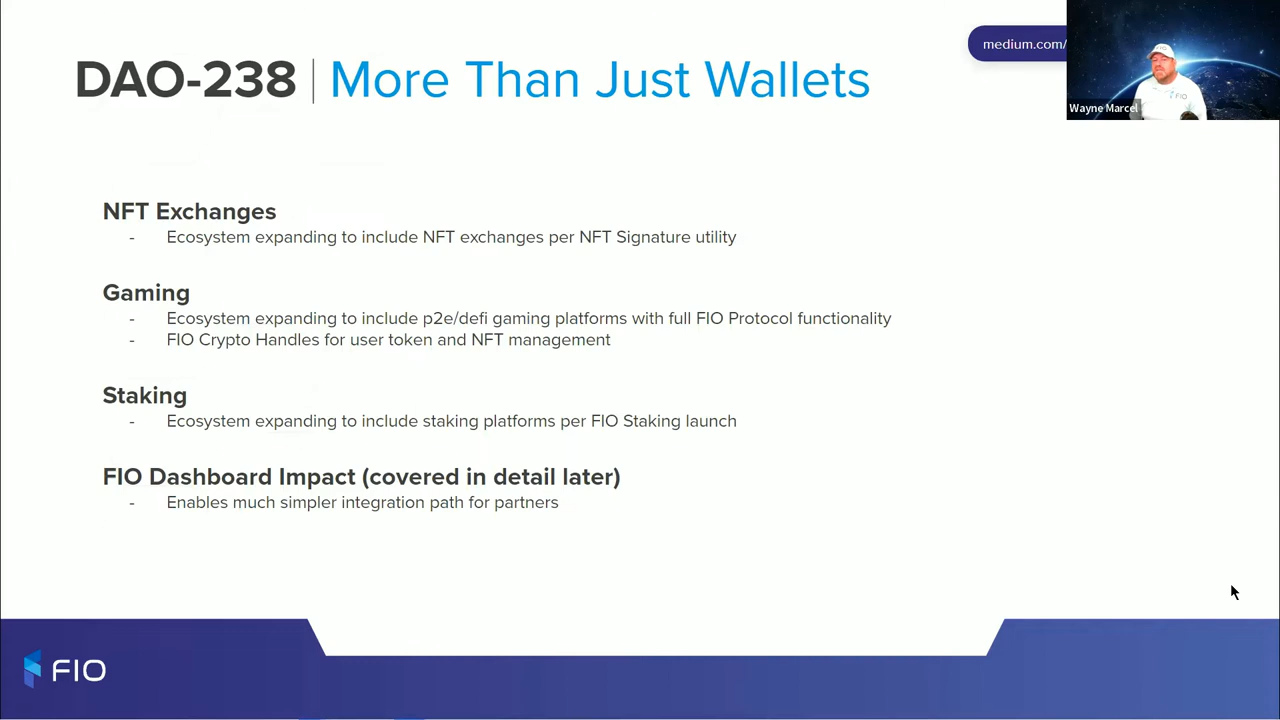 DAO-238 | More Than Just Wallets
medium.com/
Wayne Marcel
FIO
NFT Exchanges
- Ecosystem expanding to include NFT exchanges per NFT Signature utility
Gaming
- Ecosystem expanding to include p2e/defi gaming platforms with full FIO Protocol functionality
- FIO Crypto Handles for user token and NFT management
Staking
- Ecosystem expanding to include staking platforms per FIO Staking launch
FIO Dashboard Impact (covered in detail later)
- Enables much simpler integration path for partners
FIO